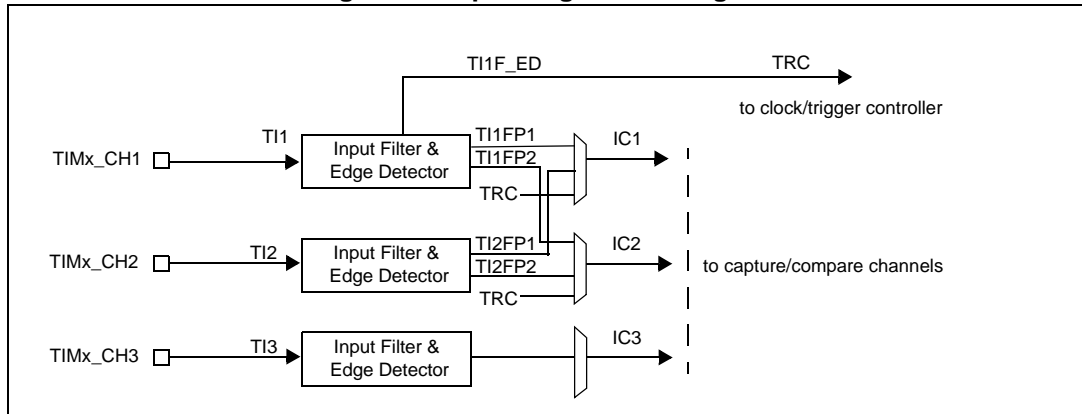 TI1F_ED
TRC
to clock/trigger controller
TIMx_CH1
TI1
Input Filter &
Edge Detector
TI1FP1
TI1FP2
TRC
IC1
TIMx_CH2
TI2
Input Filter &
Edge Detector
TI2FP1
TI2FP2
TRC
IC2
to capture/compare channels
TIMx_CH3
TI3
Input Filter &
Edge Detector
IC3